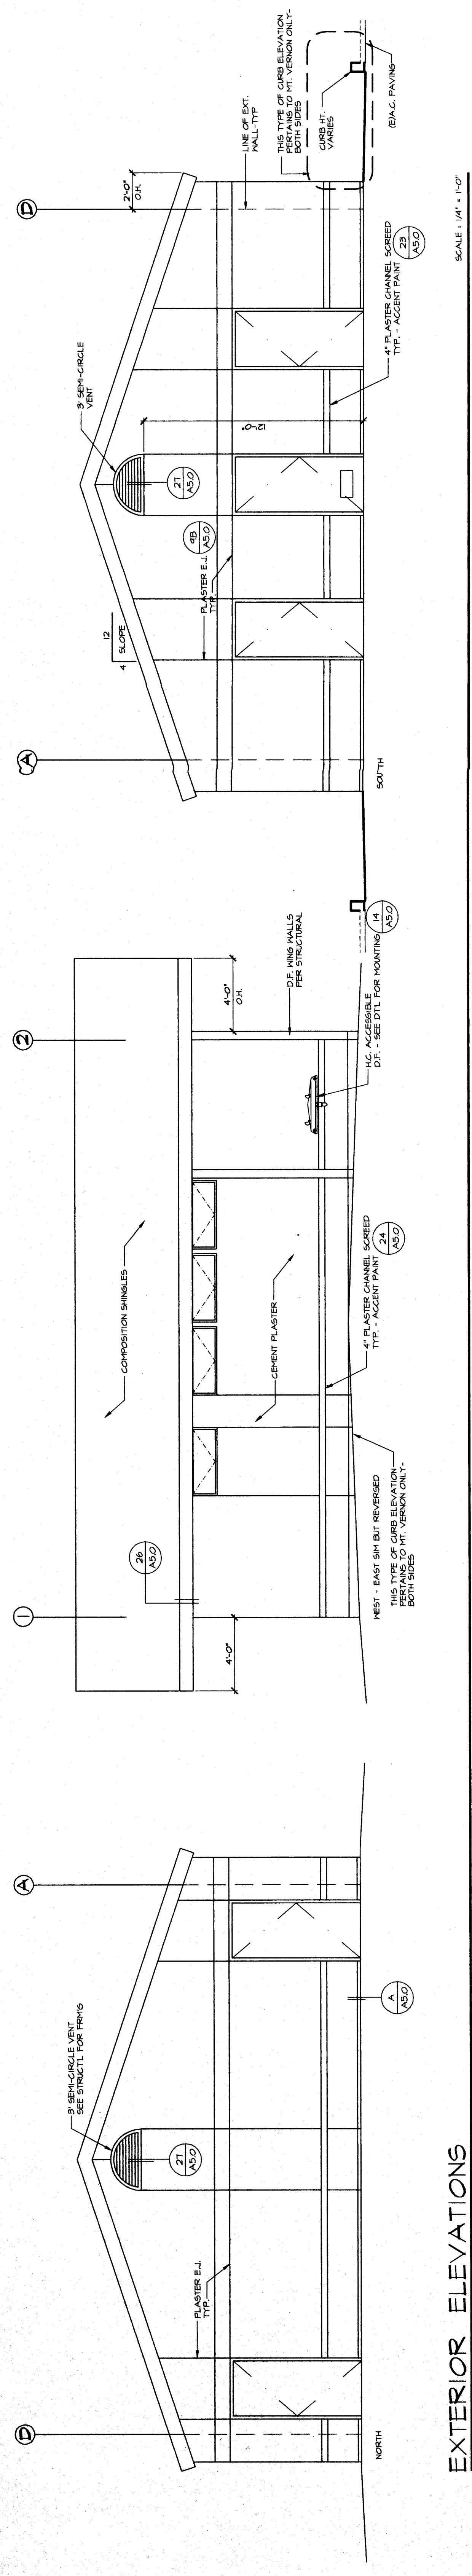 D
A
3' SEMI-CIRCLE VENT
SEE STRUCT'L FOR FRM'G
27
A5.0
PLASTER E.J.
TYP.
A
A5.0
NORTH
1
2
26
A5.0
COMPOSITION SHINGLES
4'-0"
4'-0"
O.H.
CEMENT PLASTER
D.F. WING WALLS
PER STRUCTURAL
H.C. ACCESSIBLE
D.F. - SEE DTL FOR MOUNTING
14
A5.0
4" PLASTER CHANNEL SCREED
TYP. - ACCENT PAINT
24
A5.0
WEST - EAST SIM BUT REVERSED
THIS TYPE OF CURB ELEVATION
PERTAINS TO MT. VERNON ONLY-
BOTH SIDES
A
D
12
4
SLOPE
3' SEMI-CIRCLE
VENT
27
A5.0
9B
A5.0
PLASTER E.J.
TYP.
12'-0"
2'-0"
O.H.
LINE OF EXT.
WALL-TYP
THIS TYPE OF CURB ELEVATION
PERTAINS TO MT. VERNON ONLY-
BOTH SIDES
CURB HT.
VARIES
(E)A.C. PAVING
4" PLASTER CHANNEL SCREED
TYP. - ACCENT PAINT
23
A5.0
SOUTH
EXTERIOR ELEVATIONS
SCALE : 1/4" = 1'-0"